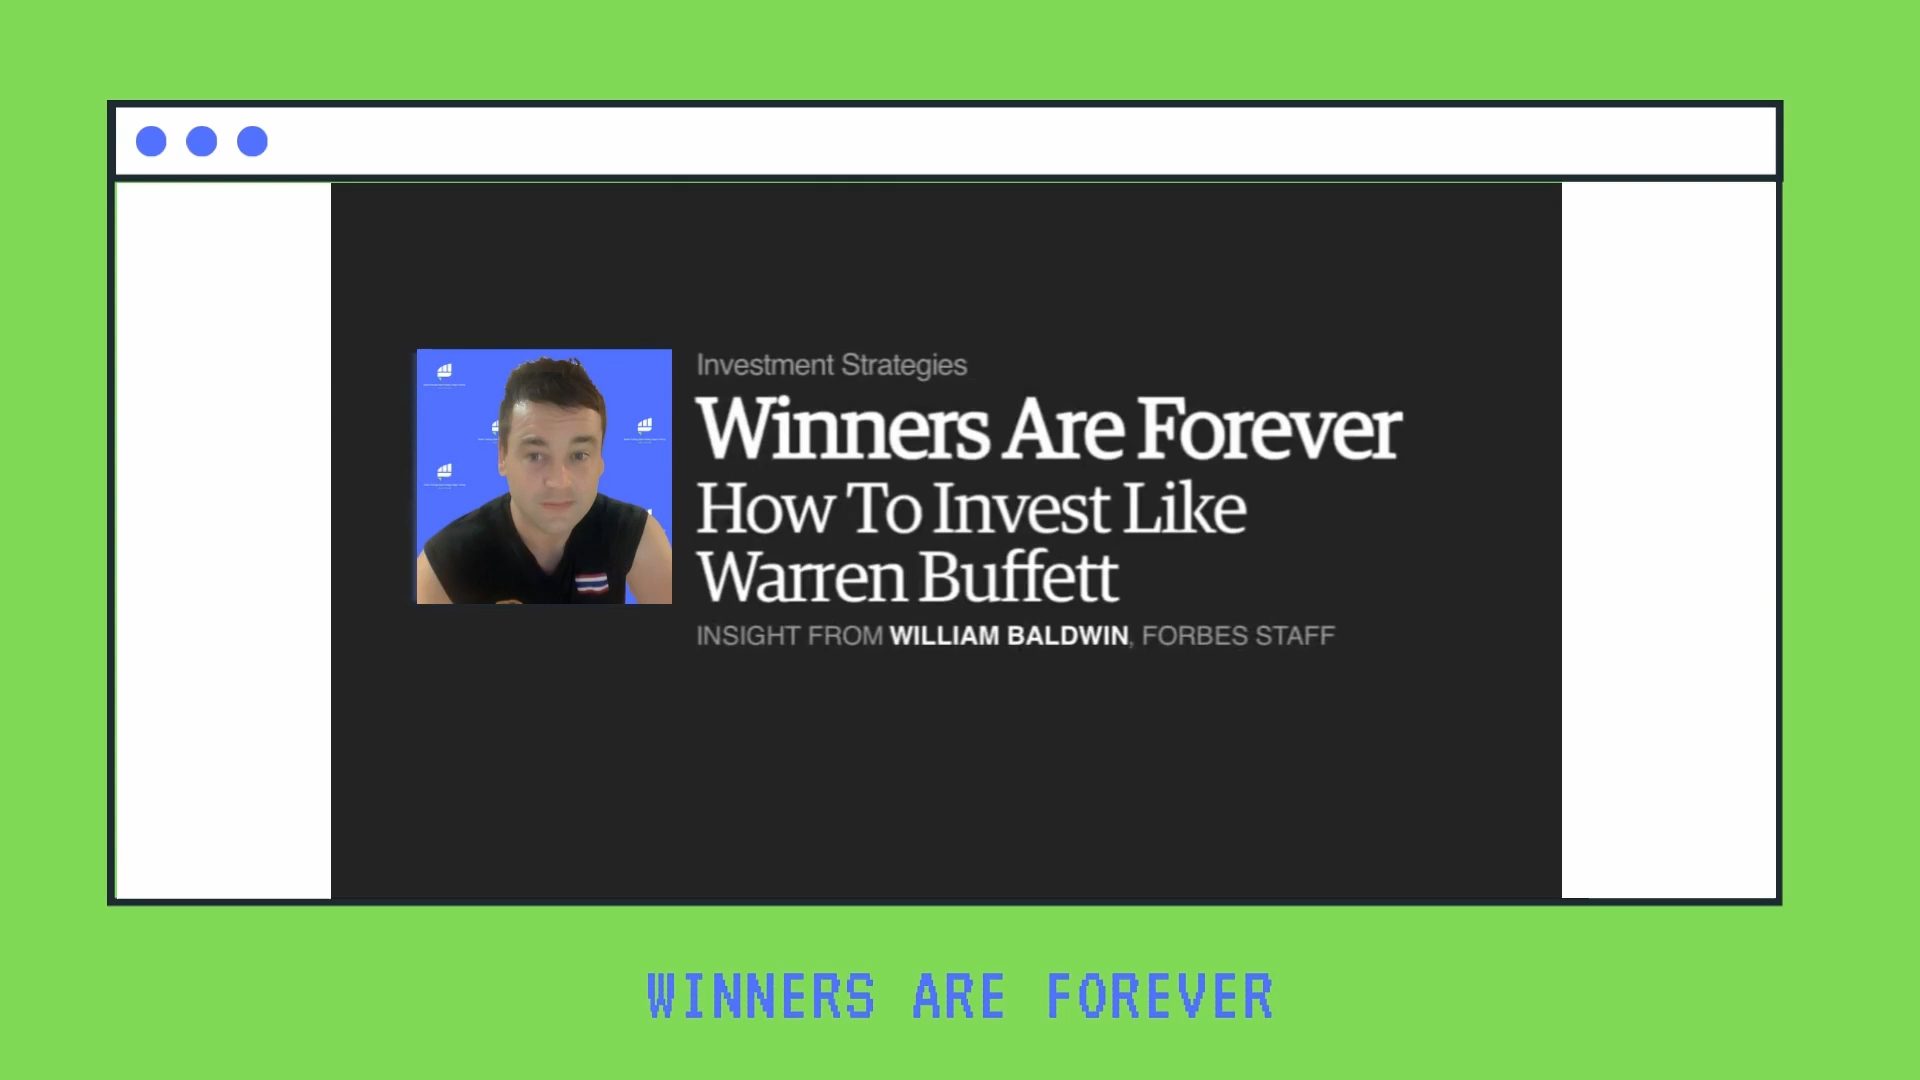 Investment Strategies
Winners Are Forever
How To Invest Like
Warren Buffett
INSIGHT FROM WILLIAM BALDWIN, FORBES STAFF
WINNERS ARE FOREVER